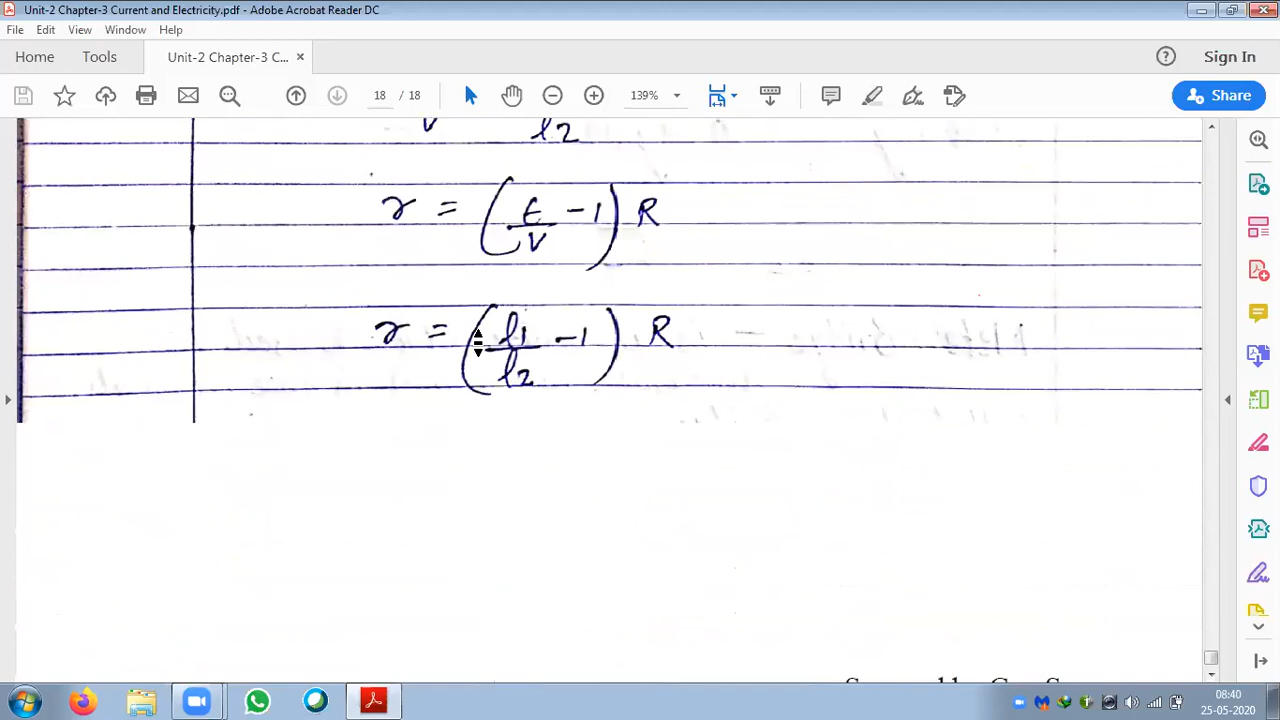 Unit-2 Chapter-3 Current and Electricity.pdf - Adobe Acrobat Reader DC
File Edit View Window Help
Home Tools Unit-2 Chapter-3 C... × Sign In
18 / 18 139% Share
V l2
r = (E/V - 1) R
r = (l1/l2 - 1) R
08:40
25-05-2020